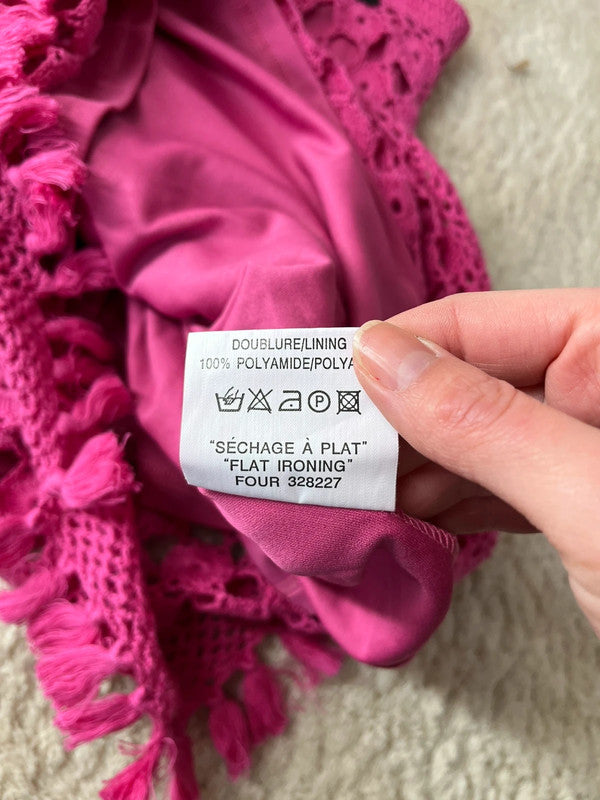 DOUBLURE/LINING
100% POLYAMIDE/POLYA
"SÉCHAGE À PLAT"
"FLAT IRONING"
FOUR 328227